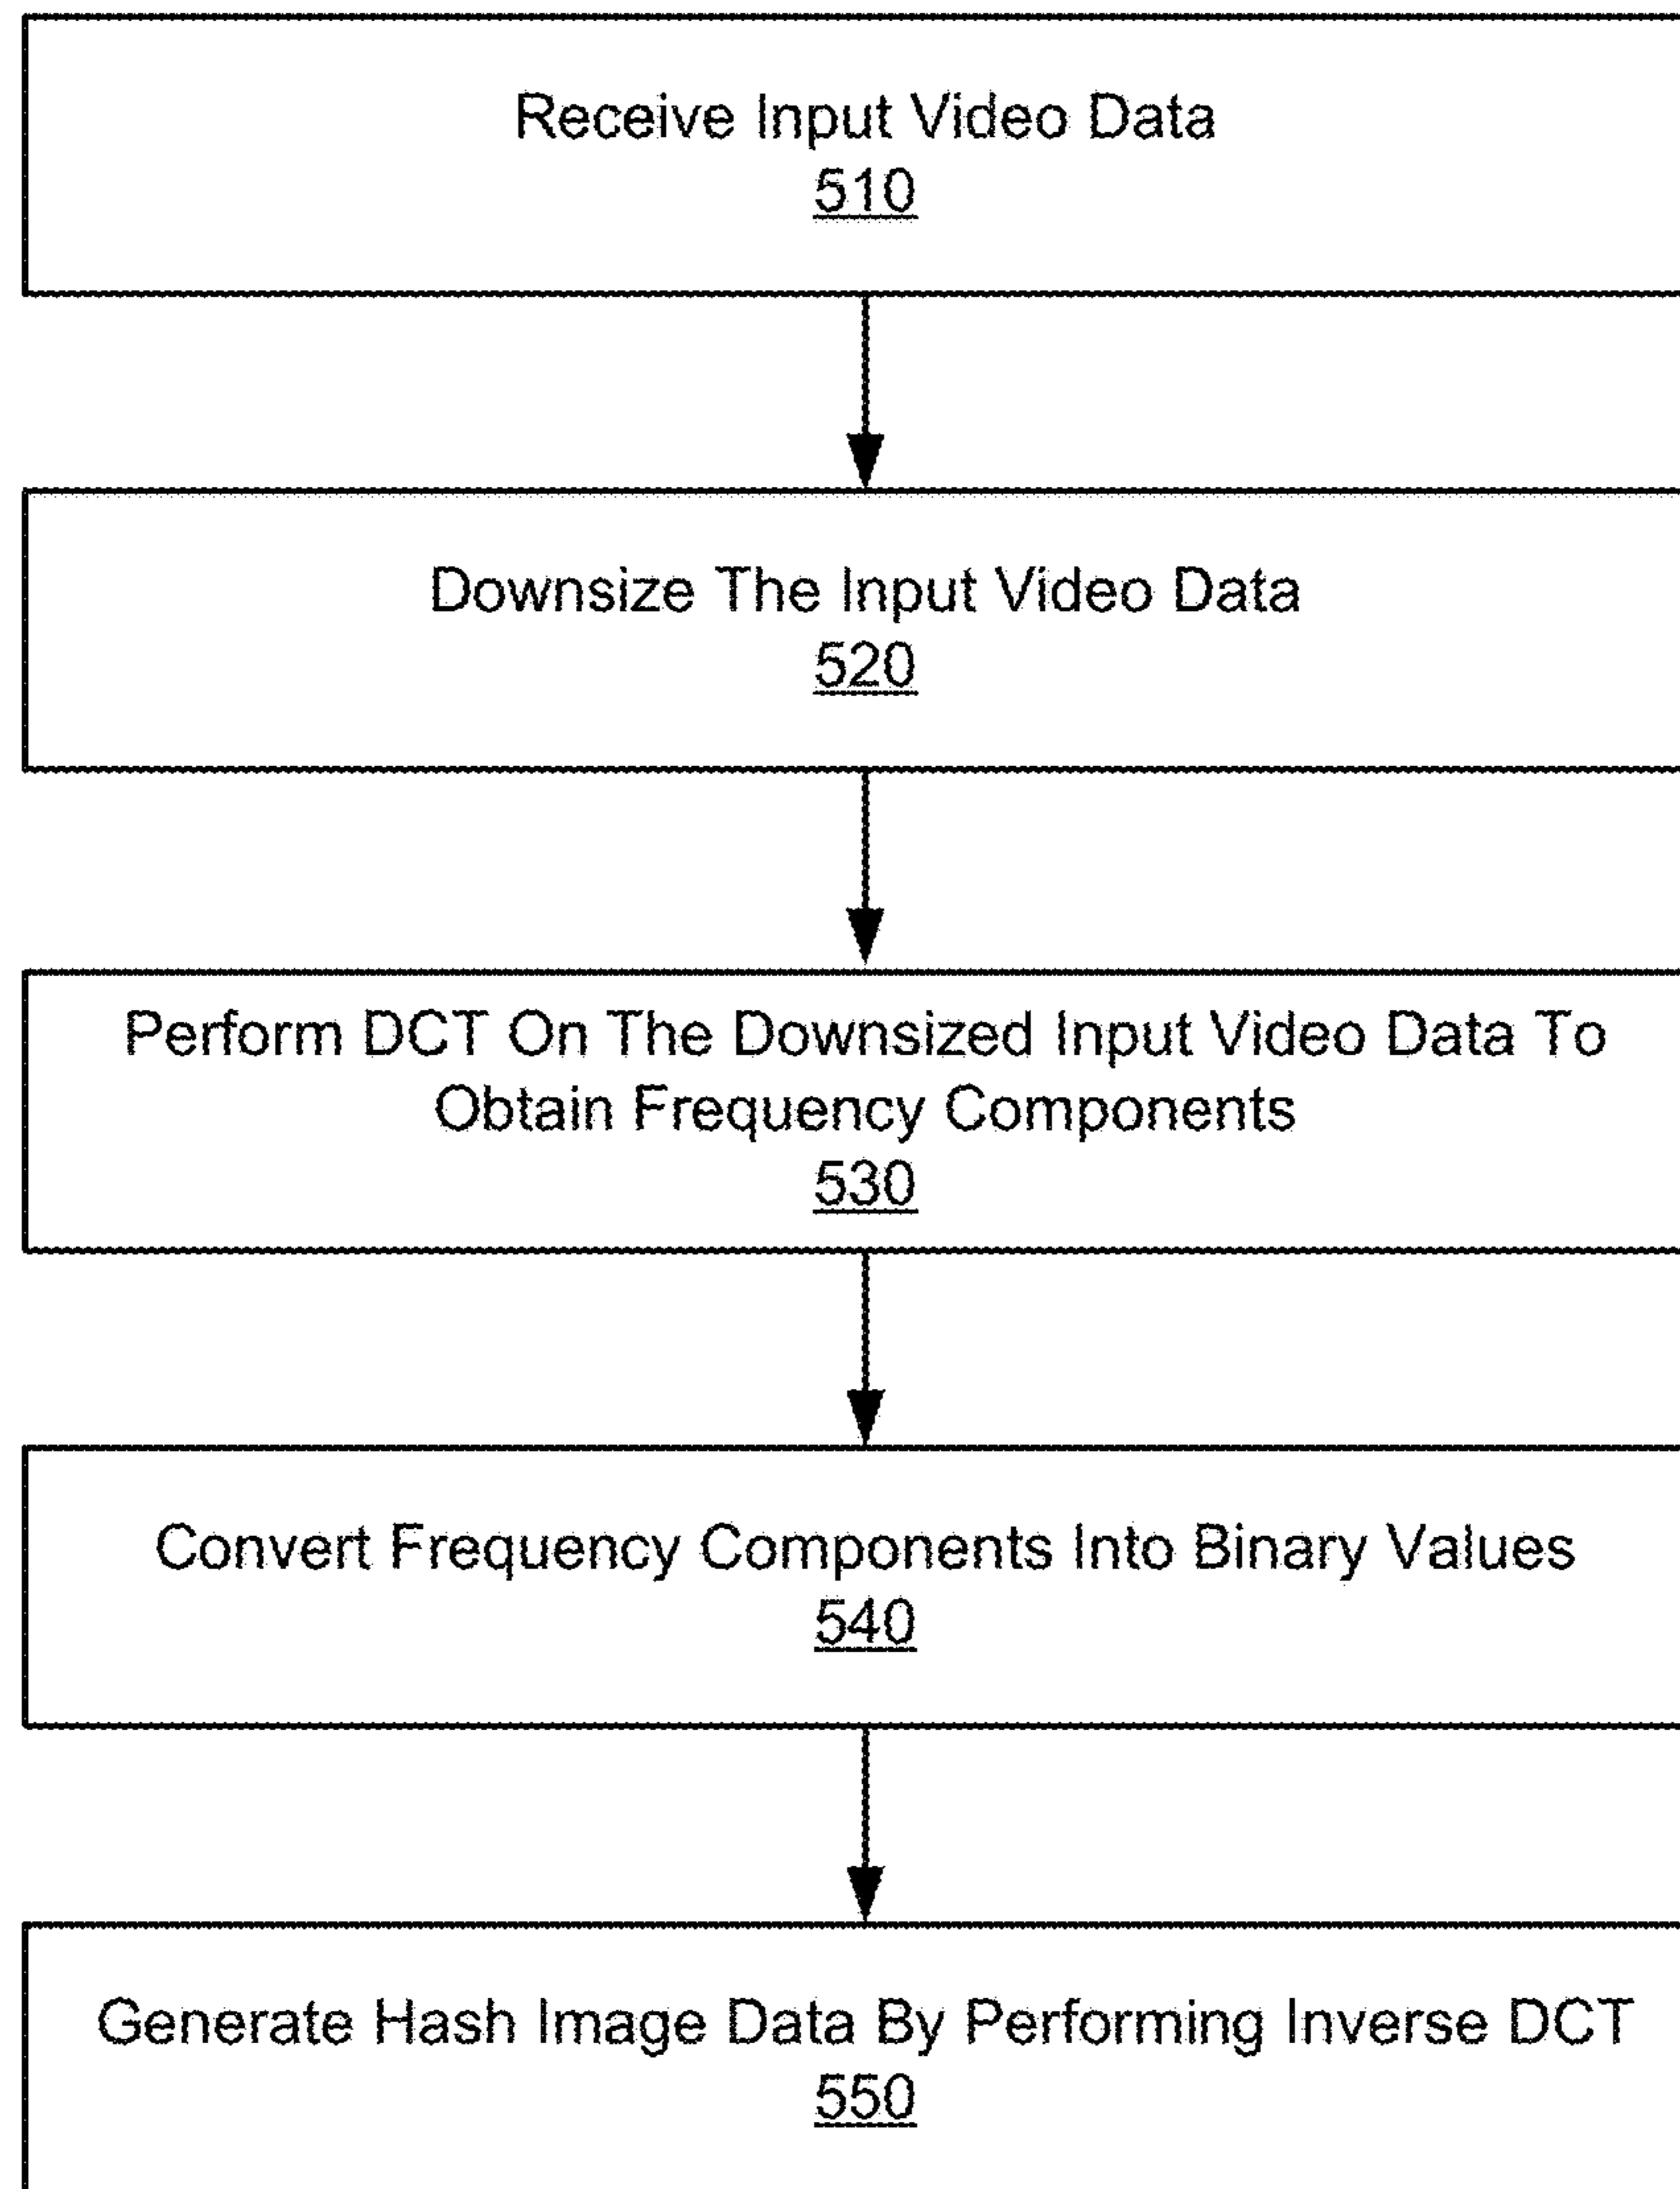 Receive Input Video Data
510
Downsize The Input Video Data
520
Perform DCT On The Downsized Input Video Data To
Obtain Frequency Components
530
Convert Frequency Components Into Binary Values
540
Generate Hash Image Data By Performing Inverse DCT
550